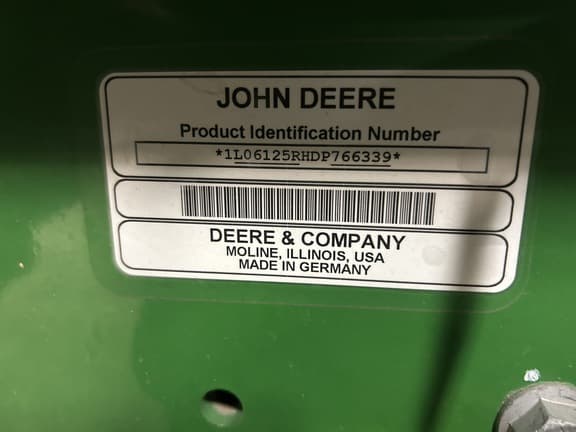 JOHN DEERE
Product Identification Number
*1L06125RHDP766339*
DEERE & COMPANY
MOLINE, ILLINOIS, USA
MADE IN GERMANY